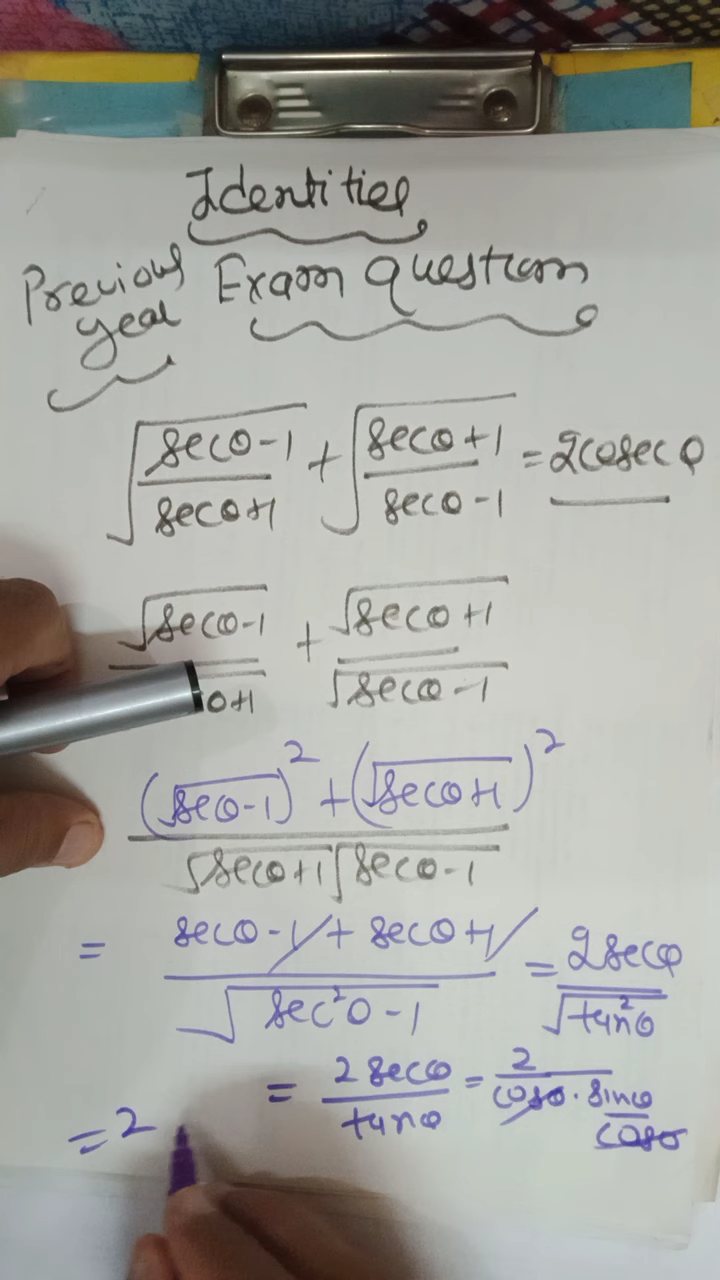 Identities
Previous year Exam question
√((secθ-1)/(secθ+1)) + √((secθ+1)/(secθ-1)) = 2cosecθ
√(secθ-1)/ θ+1 + √(secθ+1)/√(secθ-1)
((√(secθ-1))² + (√(secθ+1))²)/(√(secθ+1) √(secθ-1))
= (secθ-1 + secθ+1)/√(sec²θ-1) = 2secθ/√(tan²θ)
= 2secθ/tanθ = 2/(cosθ · sinθ/cosθ)
= 2